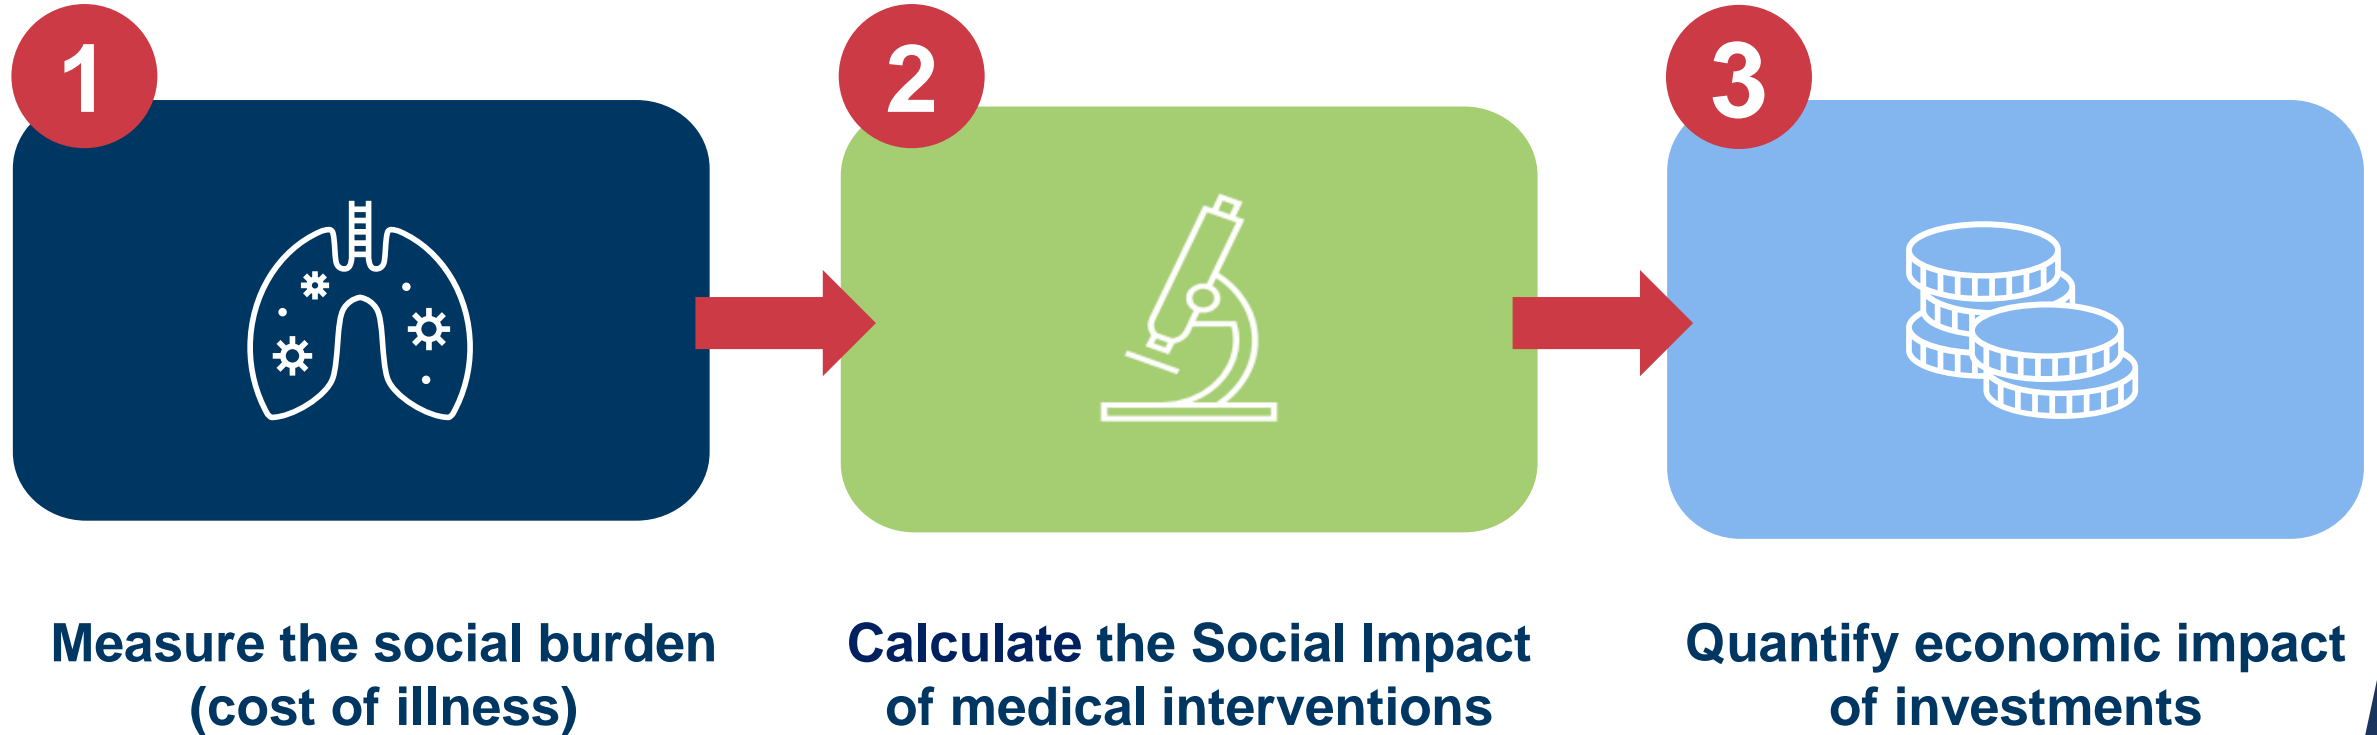 1
2
3
Measure the social burden
(cost of illness)
Calculate the Social Impact
of medical interventions
Quantify economic impact
of investments